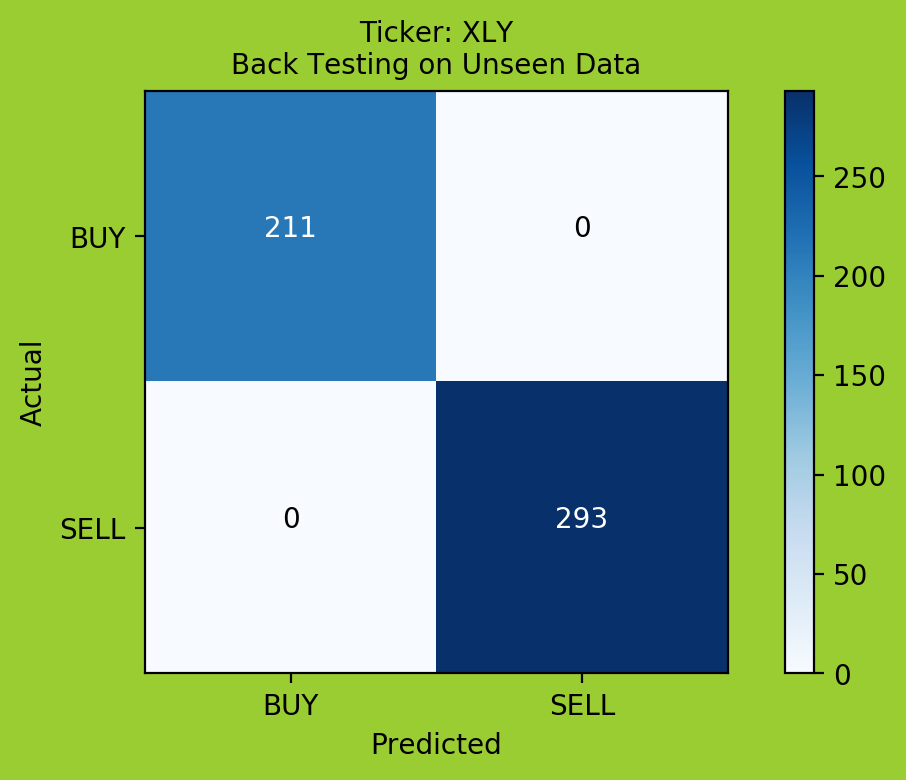 Ticker: XLY
Back Testing on Unseen Data
BUY
211
0
SELL
0
293
Actual
BUY
SELL
Predicted
250
200
150
100
50
0